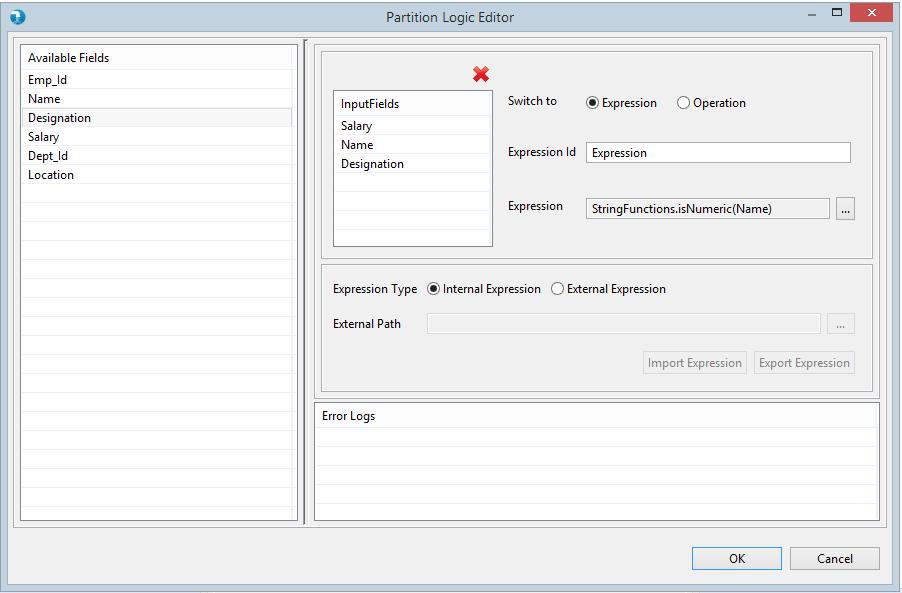 Partition Logic Editor
Available Fields
Emp_Id
Name
Designation
Salary
Dept_Id
Location
InputFields
Salary
Name
Designation
Switch to Expression Operation
Expression Id Expression
Expression StringFunctions.isNumeric(Name) ...
Expression Type Internal Expression External Expression
External Path ...
Import Expression Export Expression
Error Logs
OK Cancel